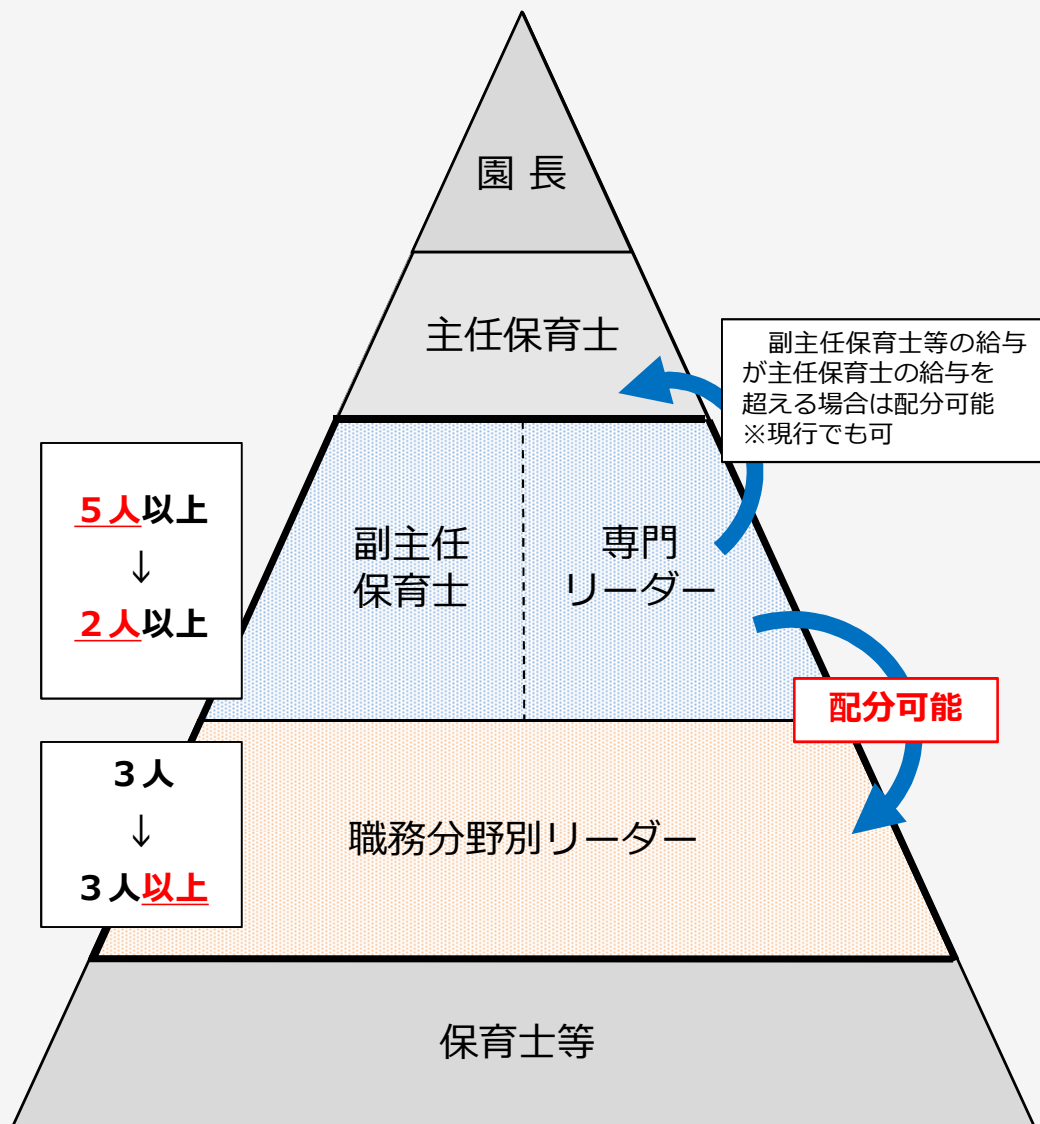 園 長
主任保育士
副主任保育士等の給与
が主任保育士の給与を
超える場合は配分可能
※現行でも可
５人以上
↓
２人以上
副主任
保育士
専門
リーダー
配分可能
３人
↓
３人以上
職務分野別リーダー
保育士等